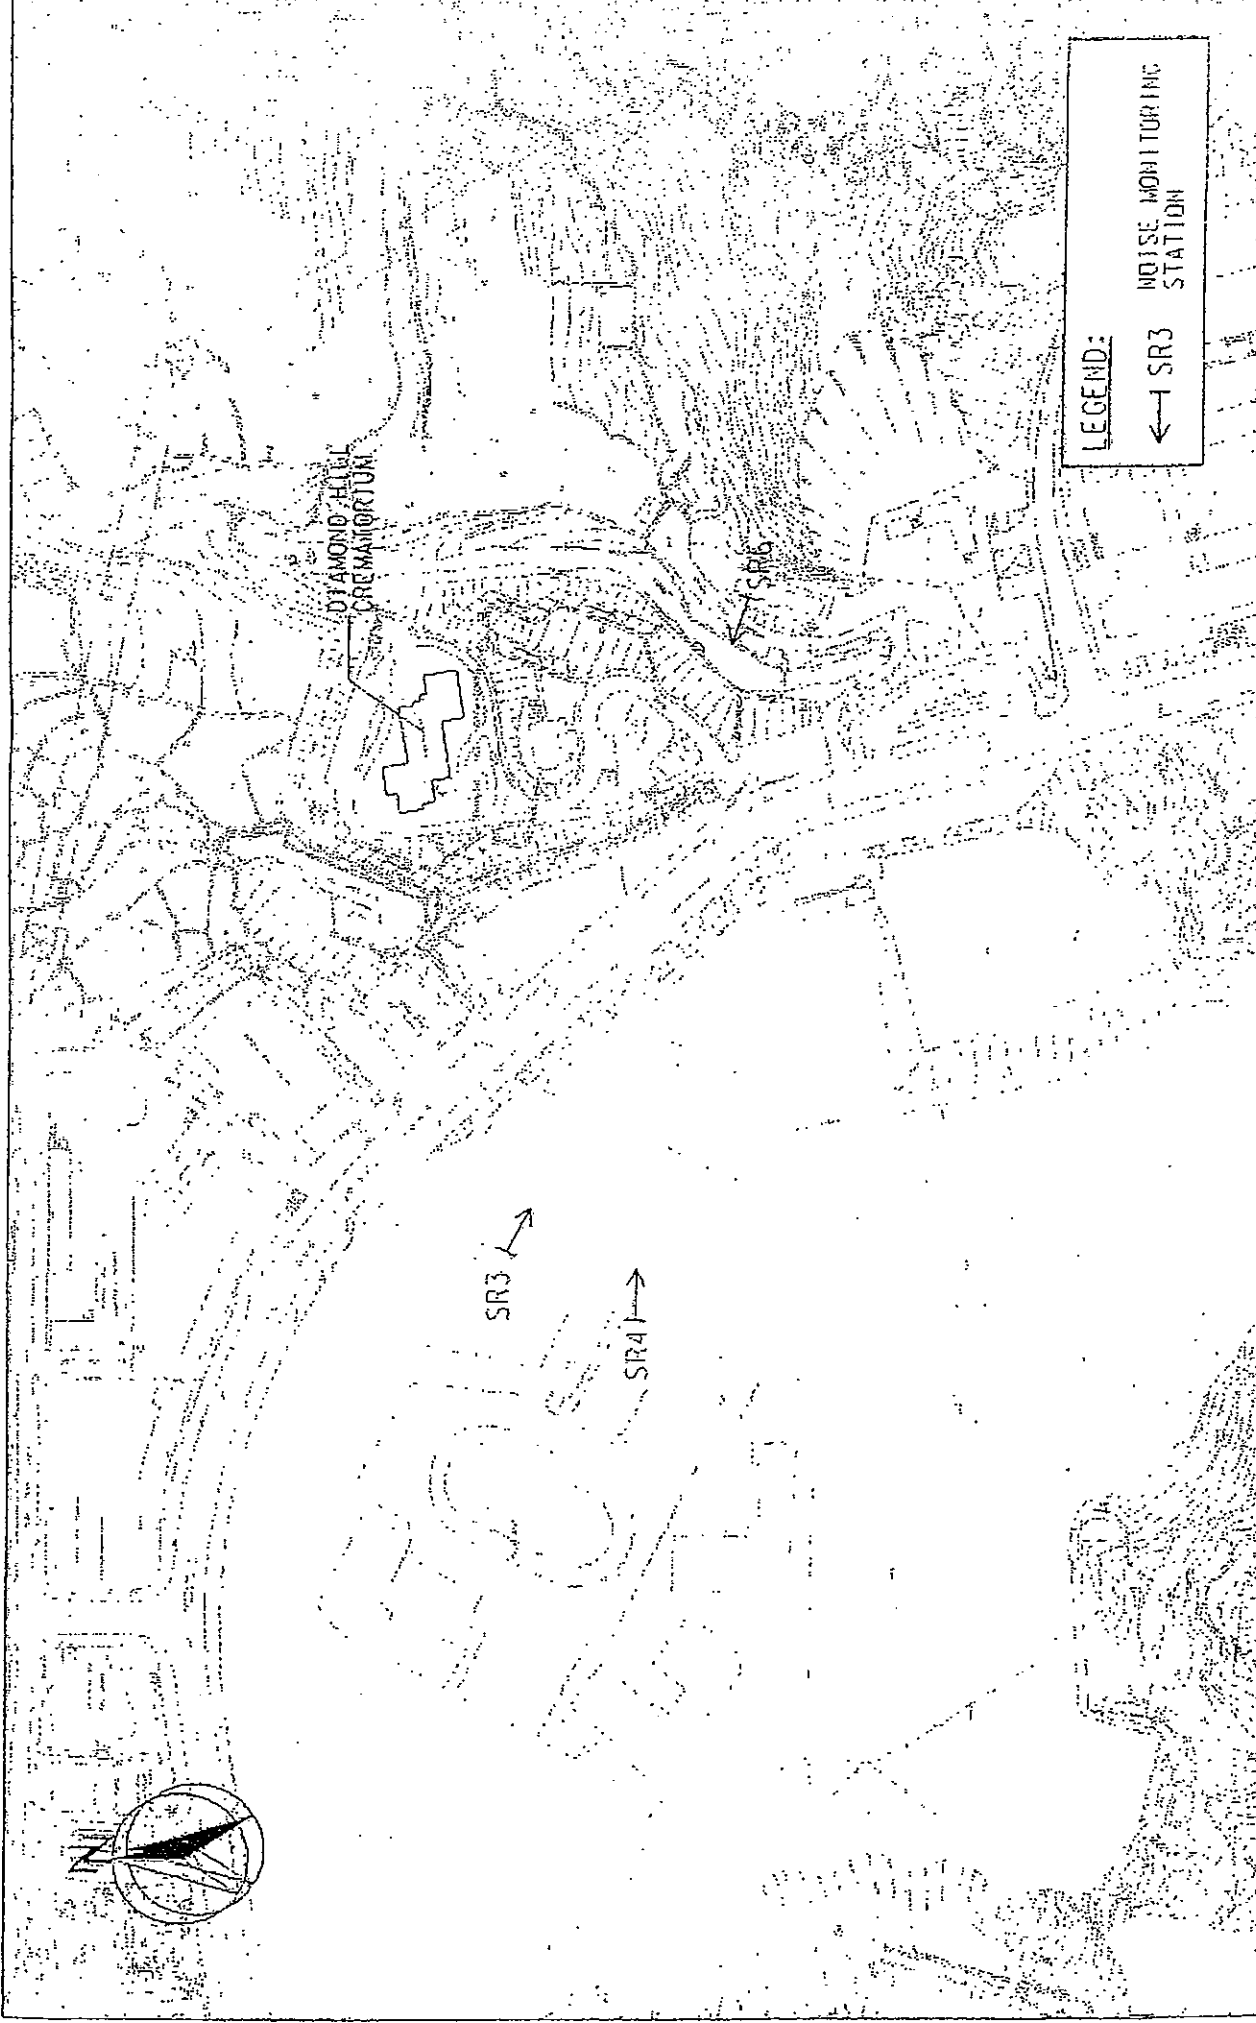 N
DIAMOND HILL
CREMATORIUM
SR3
SR4
SR6
LEGEND:
SR3 NOISE MONITORING
STATION